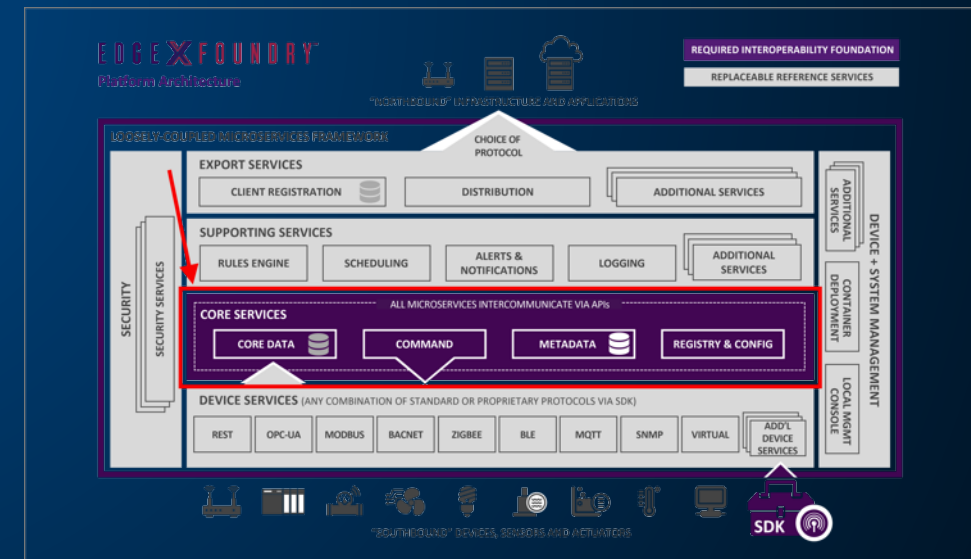 EDGE X FOUNDRY™
Platform Architecture
REQUIRED INTEROPERABILITY FOUNDATION
REPLACEABLE REFERENCE SERVICES
"NORTHBOUND" INFRASTRUCTURE AND APPLICATIONS
LOOSELY-COUPLED MICROSERVICES FRAMEWORK
CHOICE OF
PROTOCOL
EXPORT SERVICES
CLIENT REGISTRATION
DISTRIBUTION
ADDITIONAL SERVICES
SUPPORTING SERVICES
RULES ENGINE
SCHEDULING
ALERTS &
NOTIFICATIONS
LOGGING
ADDITIONAL
SERVICES
ALL MICROSERVICES INTERCOMMUNICATE VIA APIs
CORE SERVICES
CORE DATA
COMMAND
METADATA
REGISTRY & CONFIG
DEVICE SERVICES (ANY COMBINATION OF STANDARD OR PROPRIETARY PROTOCOLS VIA SDK)
REST
OPC-UA
MODBUS
BACNET
ZIGBEE
BLE
MQTT
SNMP
VIRTUAL
ADD'L
DEVICE
SERVICES
SECURITY
SECURITY SERVICES
ADDITIONAL
SERVICES
CONTAINER
DEPLOYMENT
LOCAL MGMT
CONSOLE
DEVICE + SYSTEM MANAGEMENT
"SOUTHBOUND" DEVICES, SENSORS AND ACTUATORS
SDK